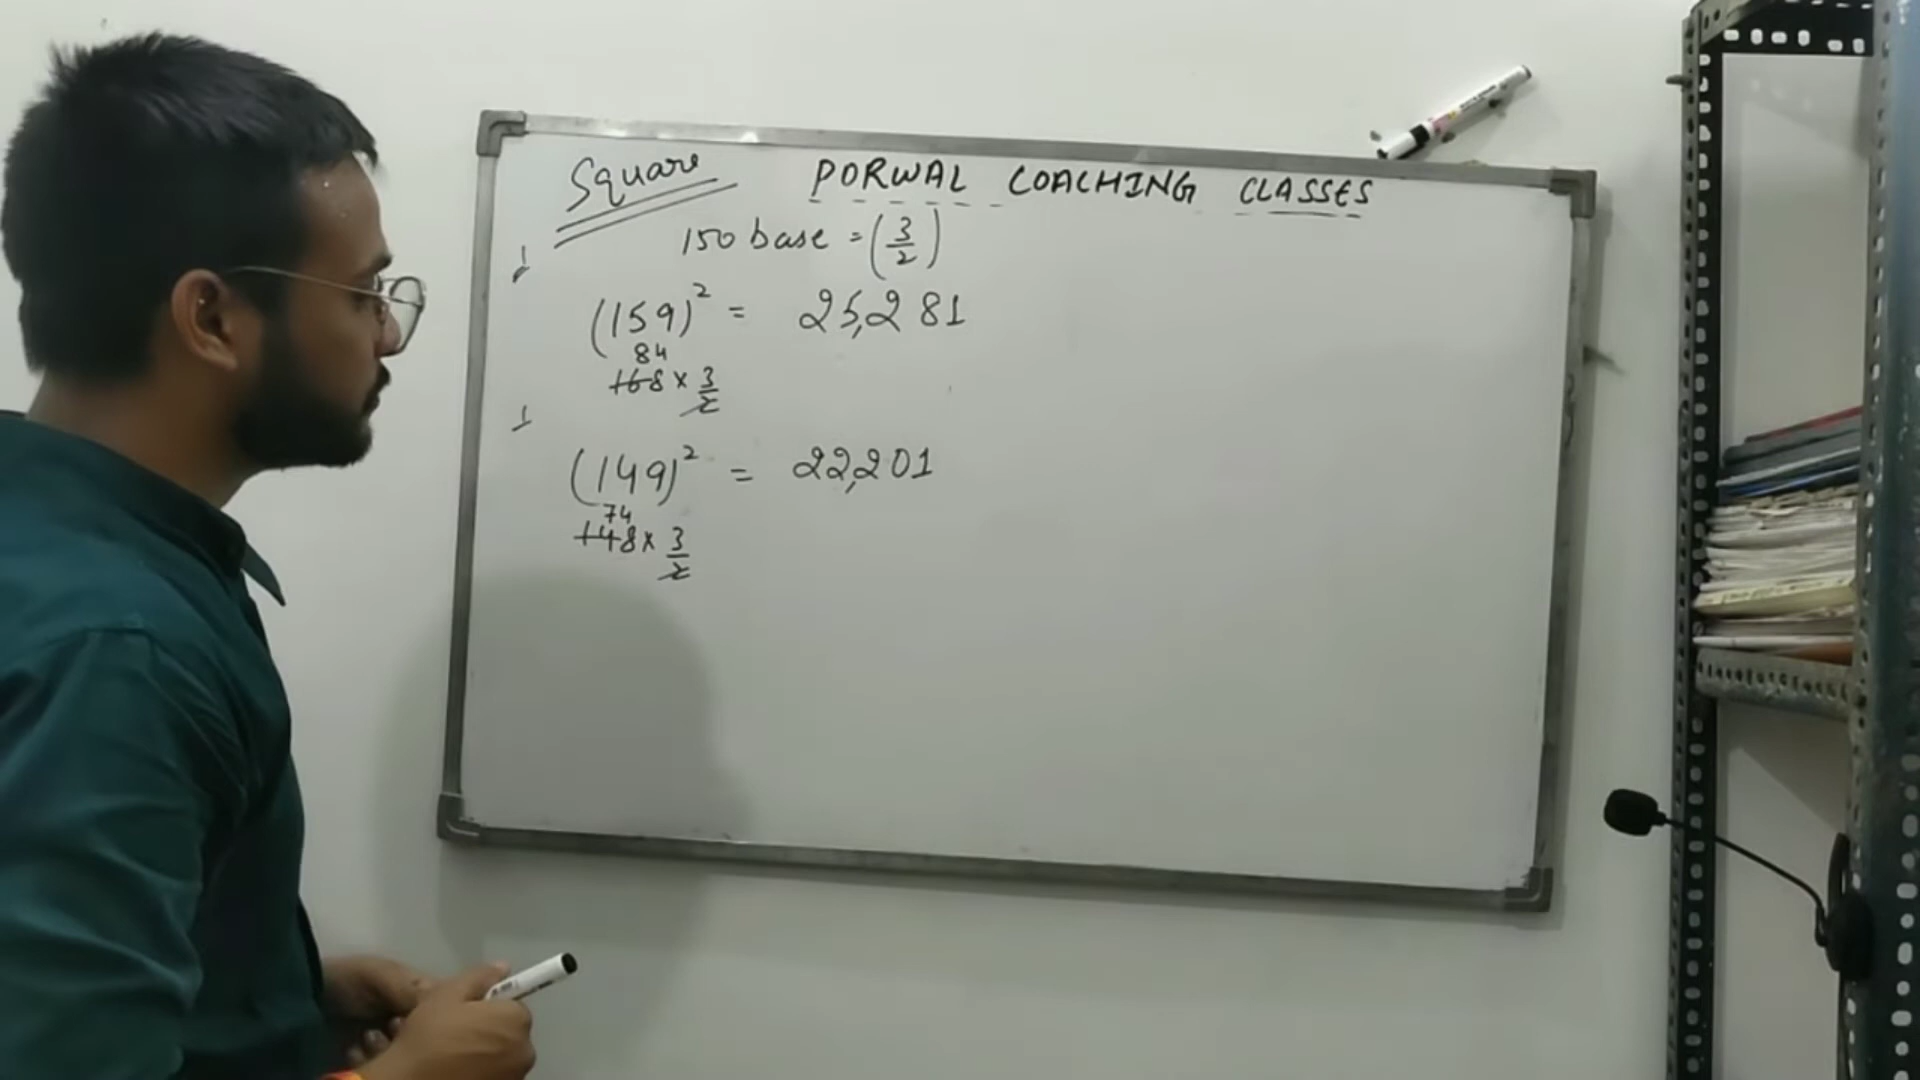 Square PORWAL COACHING CLASSES
150 base = (3/2)
(159)² = 25,281
84
168 × 3/2
(149)² = 22,201
74
148 × 3/2